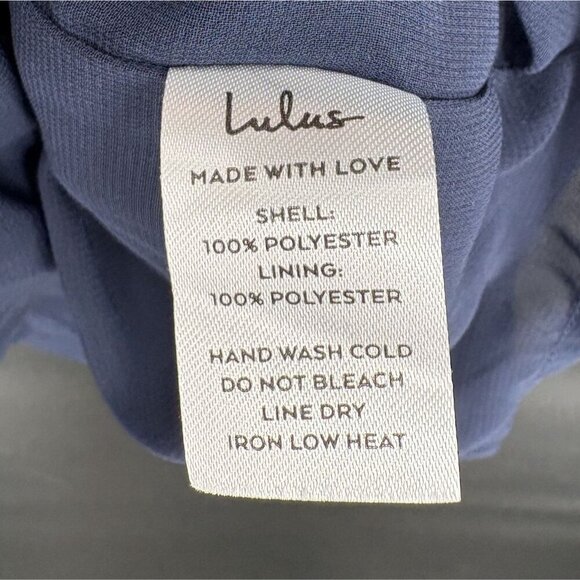 Lulus
MADE WITH LOVE
SHELL:
100% POLYESTER
LINING:
100% POLYESTER
HAND WASH COLD
DO NOT BLEACH
LINE DRY
IRON LOW HEAT